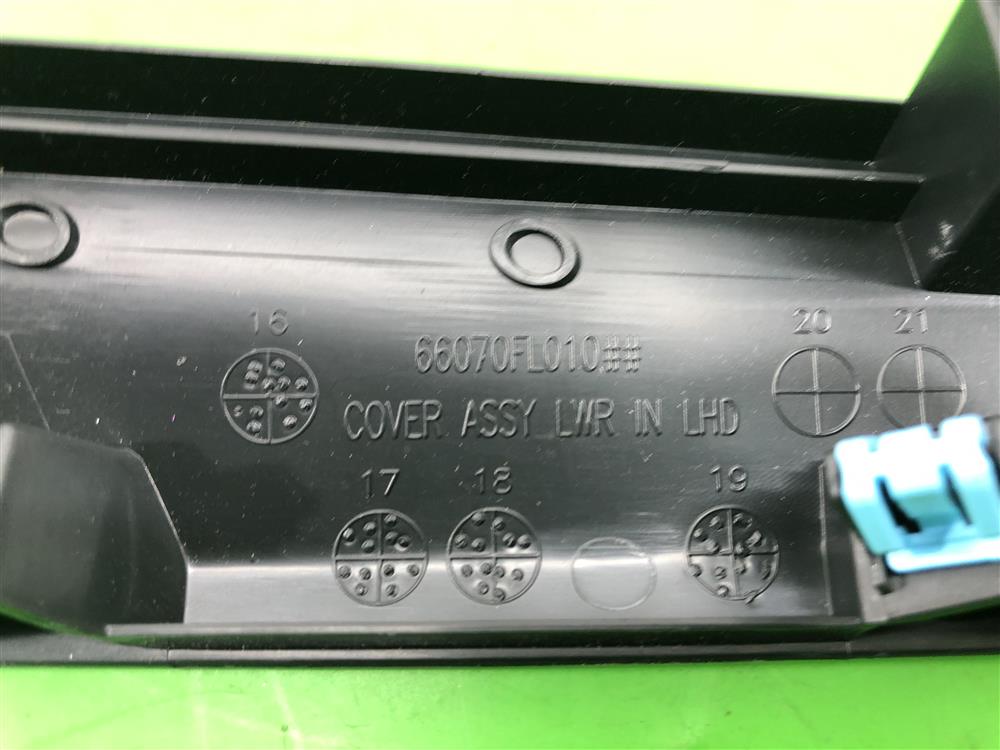 16 66070FL010## 20 21
COVER ASSY LWR IN LHD
17 18 19